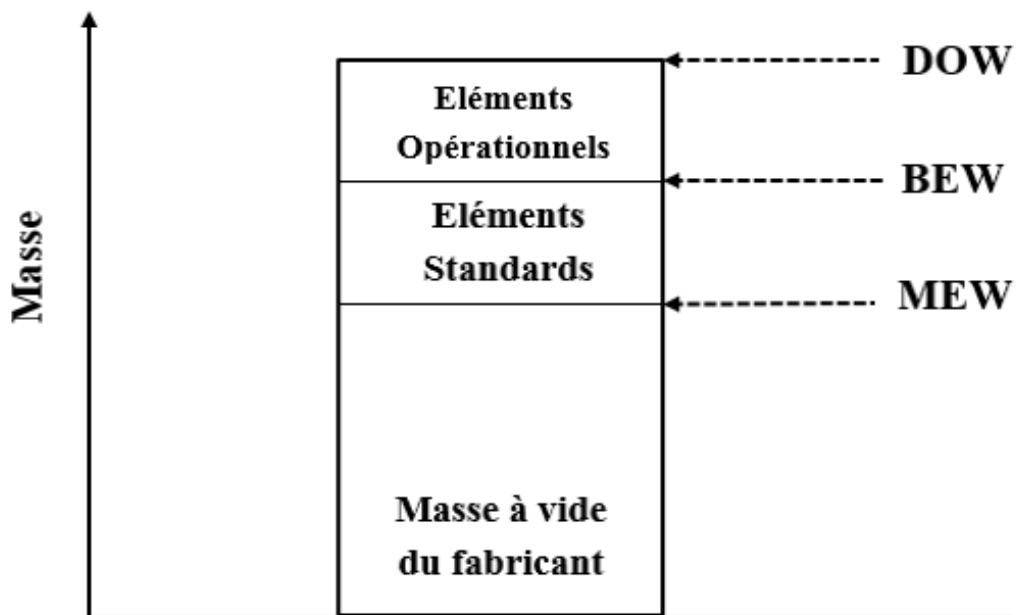 DOW
Eléments
Opérationnels
BEW
Eléments
Standards
MEW
Masse
Masse à vide
du fabricant